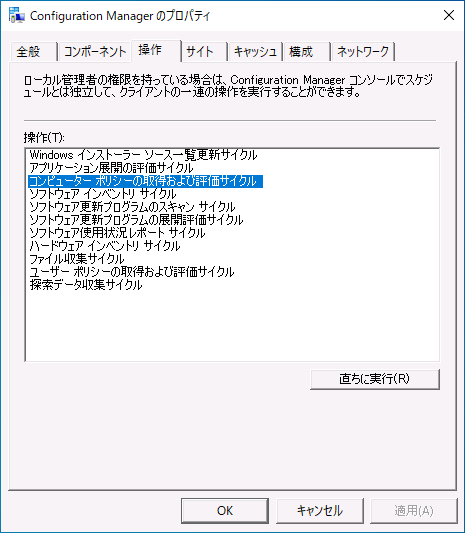 Configuration Manager のプロパティ
全般 コンポーネント 操作 サイト キャッシュ 構成 ネットワーク
ローカル管理者の権限を持っている場合は、Configuration Manager コンソールでスケジ
ュールとは独立して、クライアントの一連の操作を実行することができます。
操作(T):
Windows インストーラー ソース一覧更新サイクル
アプリケーション展開の評価サイクル
コンピューター ポリシーの取得および評価サイクル
ソフトウェア インベントリ サイクル
ソフトウェア更新プログラムのスキャン サイクル
ソフトウェア更新プログラムの展開評価サイクル
ソフトウェア使用状況レポート サイクル
ハードウェア インベントリ サイクル
ファイル収集サイクル
ユーザー ポリシーの取得および評価サイクル
探索データ収集サイクル
直ちに実行(R)
OK キャンセル 適用(A)